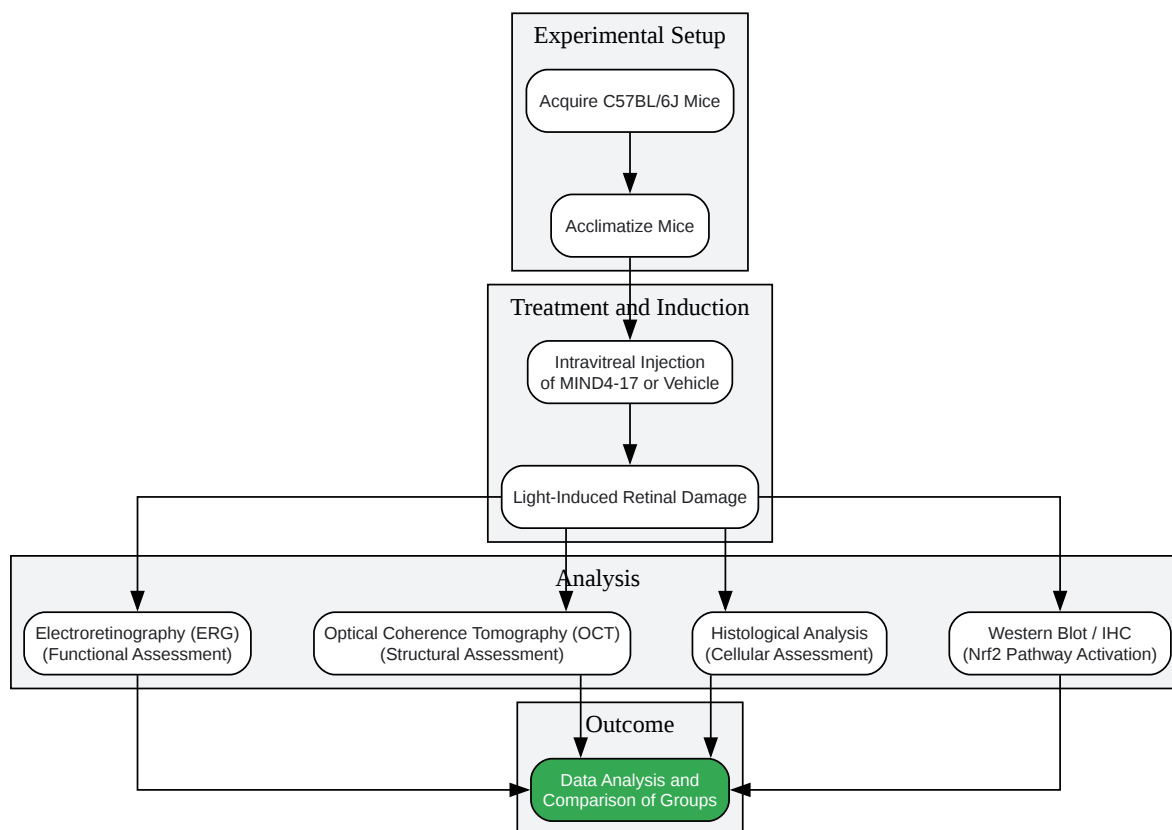 Experimental Setup
Acquire C57BL/6J Mice
Acclimatize Mice
Treatment and Induction
Intravitreal Injection
of MIND4-17 or Vehicle
Light-Induced Retinal Damage
Analysis
Electroretinography (ERG)
(Functional Assessment)
Optical Coherence Tomography (OCT)
(Structural Assessment)
Histological Analysis
(Cellular Assessment)
Western Blot / IHC
(Nrf2 Pathway Activation)
Outcome
Data Analysis and
Comparison of Groups